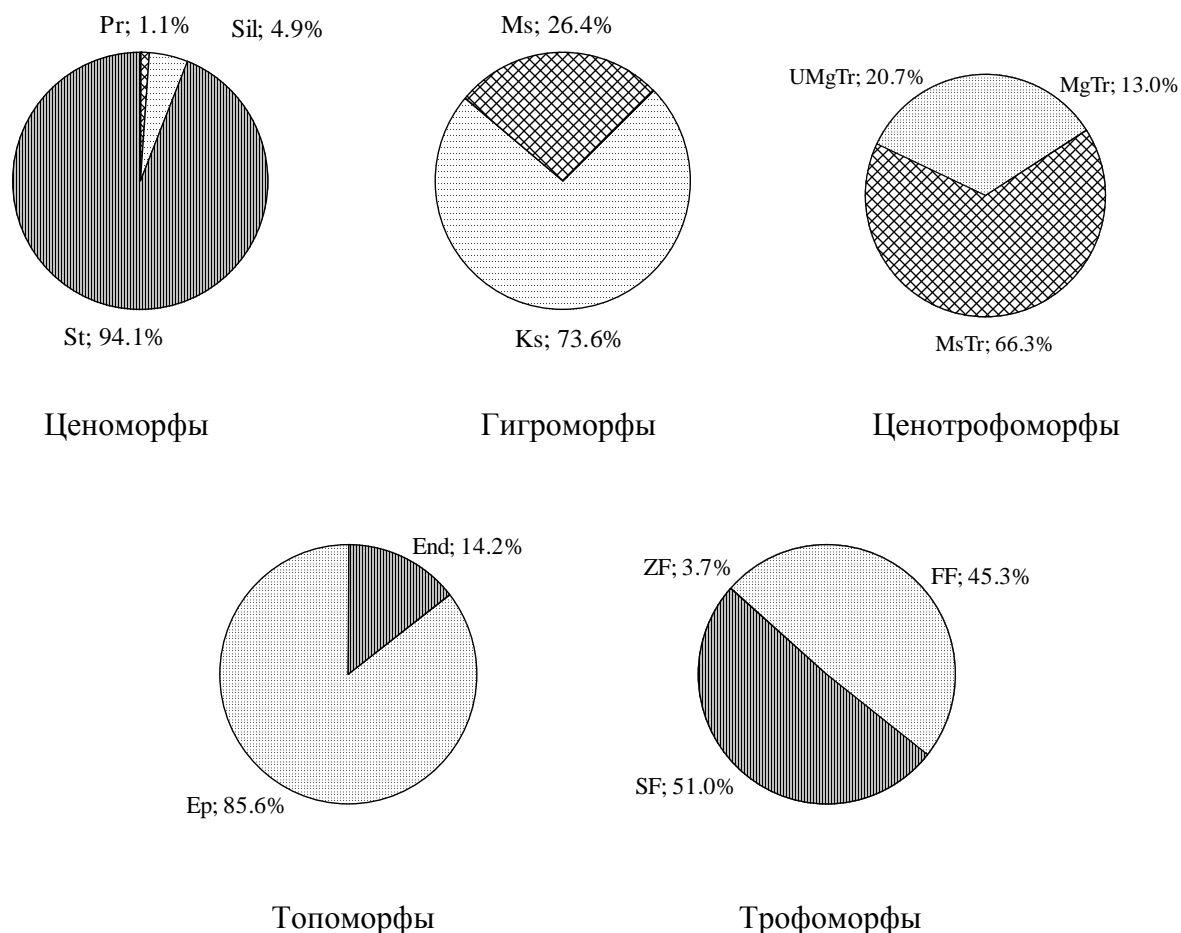 Pr; 1.1%
Sil; 4.9%
St; 94.1%
Ценоморфы
Ms; 26.4%
Ks; 73.6%
Гигроморфы
UMgTr; 20.7%
MgTr; 13.0%
MsTr; 66.3%
Ценотрофоморфы
End; 14.2%
Ep; 85.6%
Топоморфы
ZF; 3.7%
FF; 45.3%
SF; 51.0%
Трофоморфы